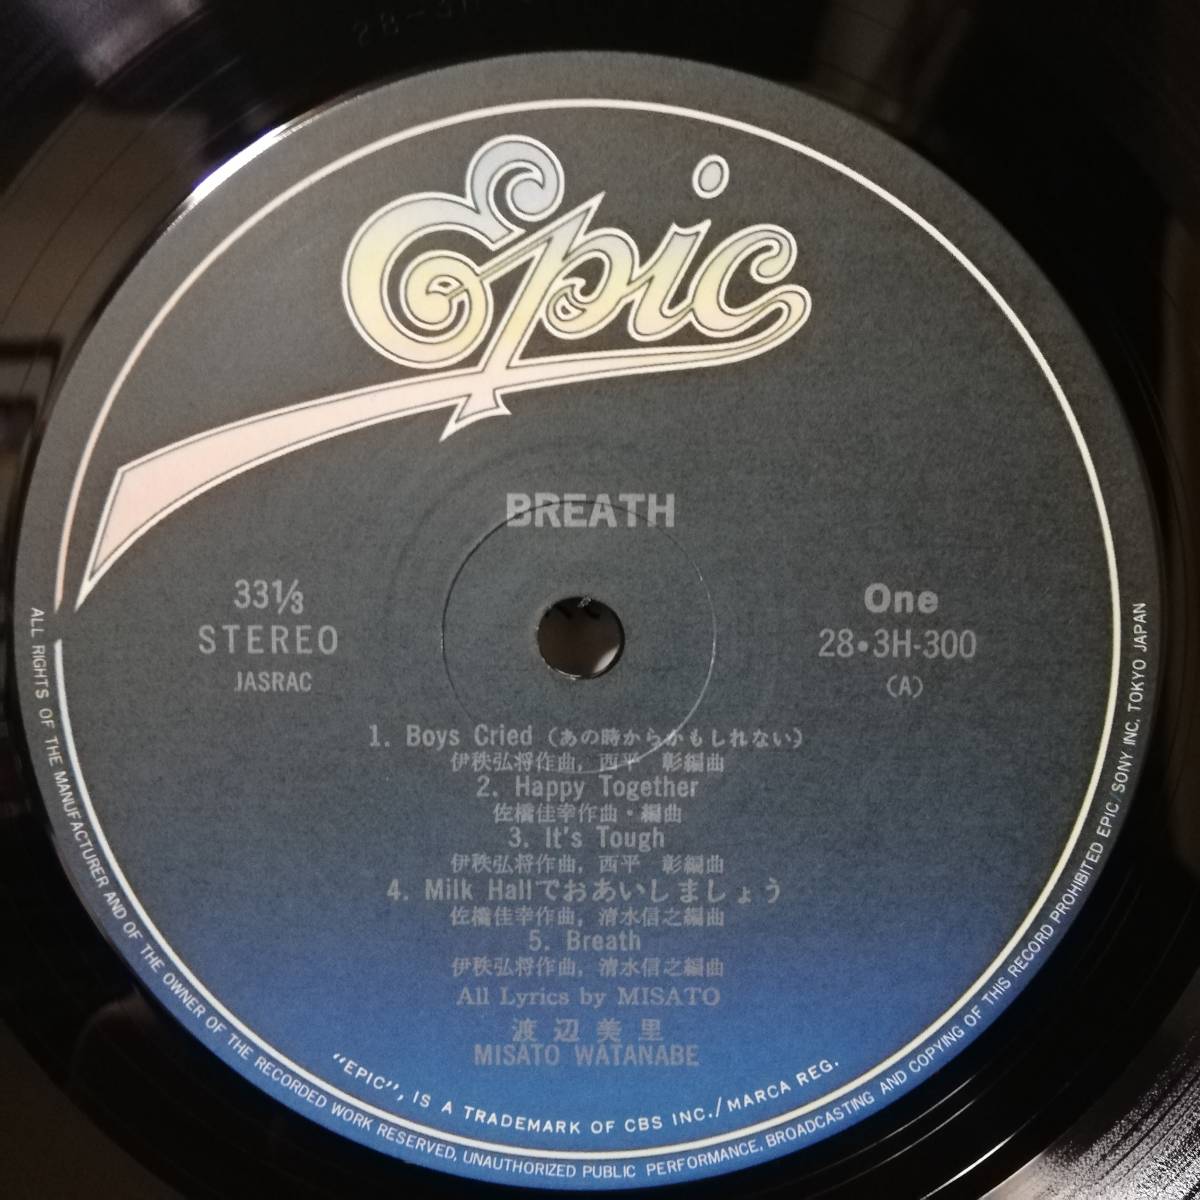 Epic
BREATH
33⅓
STEREO
JASRAC
One
28•3H-300
(A)
1. Boys Cried (あの時からかもしれない)
伊秩弘将作曲, 西平 彰編曲
2. Happy Together
佐橋佳幸作曲・編曲
3. It's Tough
伊秩弘将作曲, 西平 彰編曲
4. Milk Hallでおあいしましょう
佐橋佳幸作曲, 清水信之編曲
5. Breath
伊秩弘将作曲, 清水信之編曲
All Lyrics by MISATO
渡辺美里
MISATO WATANABE
"EPIC", IS A TRADEMARK OF CBS INC./MARCA REG.
ALL RIGHTS OF THE MANUFACTURER AND OF THE OWNER OF THE RECORDED WORK RESERVED, UNAUTHORIZED PUBLIC PERFORMANCE, BROADCASTING AND COPYING OF THIS RECORD PROHIBITED EPIC/SONY INC. TOKYO JAPAN